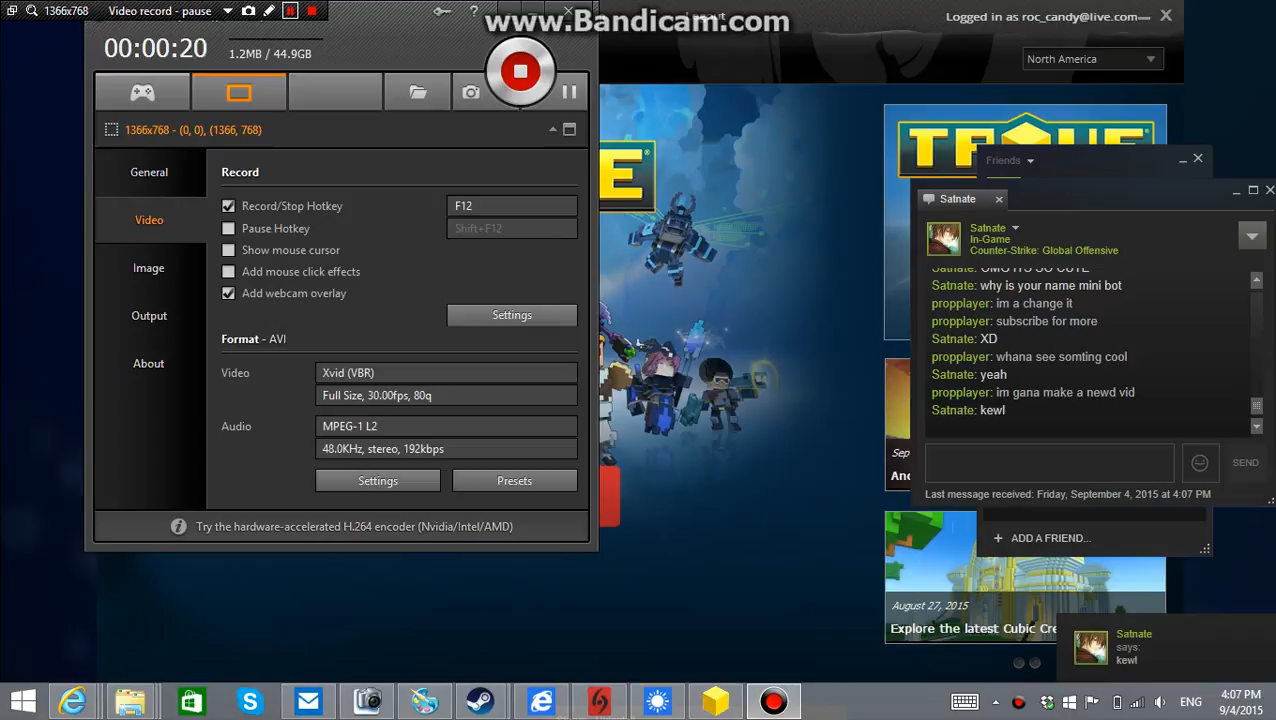 1366x768 Video record - pause
www.Bandicam.com
Logged in as roc_candy@live.com
00:00:20
1.2MB / 44.9GB
North America
1366x768 - (0, 0), (1366, 768)
General
Video
Image
Output
About
Record
Record/Stop Hotkey F12
Pause Hotkey Shift+F12
Show mouse cursor
Add mouse click effects
Add webcam overlay
Settings
Format - AVI
Video Xvid (VBR)
Full Size, 30.00fps, 80q
Audio MPEG-1 L2
48.0KHz, stereo, 192kbps
Settings Presets
Try the hardware-accelerated H.264 encoder (Nvidia/Intel/AMD)
E
TROVE
Friends
Satnate
Satnate
In-Game
Counter-Strike: Global Offensive
Satnate: OMG ITS SO CUTE
Satnate: why is your name mini bot
propplayer: im a change it
propplayer: subscribe for more
Satnate: XD
propplayer: whana see somting cool
Satnate: yeah
propplayer: im gana make a newd vid
Satnate: kewl
SEND
Last message received: Friday, September 4, 2015 at 4:07 PM
Sep
And
+ ADD A FRIEND...
August 27, 2015
Explore the latest Cubic Cre
Satnate
says:
kewl
ENG
4:07 PM
9/4/2015